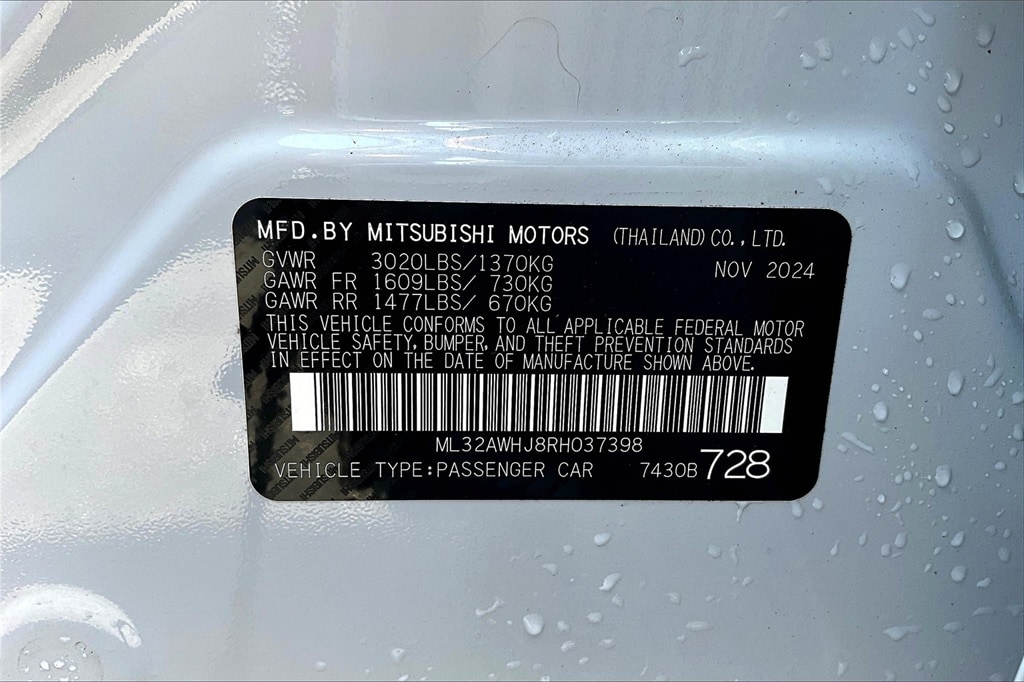 MFD.BY MITSUBISHI MOTORS (THAILAND) CO., LTD.
GVWR 3020LBS/1370KG NOV 2024
GAWR FR 1609LBS/ 730KG
GAWR RR 1477LBS/ 670KG
THIS VEHICLE CONFORMS TO ALL APPLICABLE FEDERAL MOTOR
VEHICLE SAFETY, BUMPER, AND THEFT PREVENTION STANDARDS
IN EFFECT ON THE DATE OF MANUFACTURE SHOWN ABOVE.
ML32AWHJ8RH037398
VEHICLE TYPE:PASSENGER CAR 7430B 728